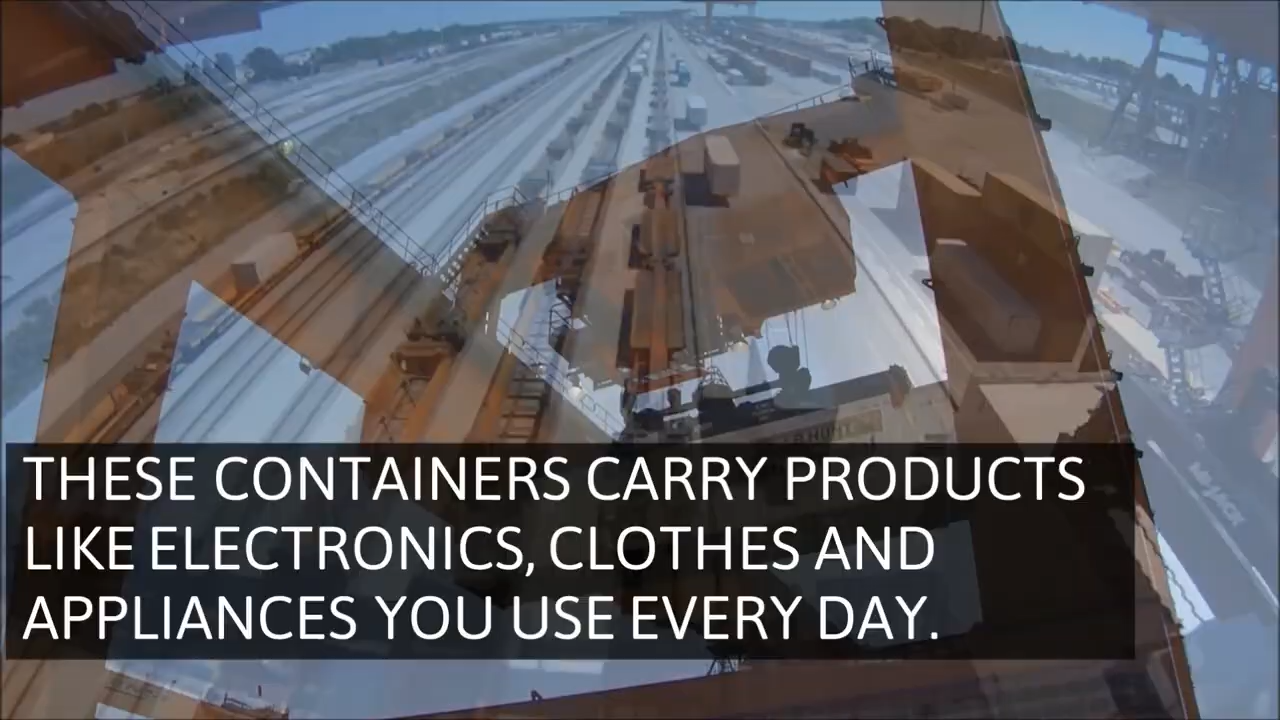 THESE CONTAINERS CARRY PRODUCTS
LIKE ELECTRONICS, CLOTHES AND
APPLIANCES YOU USE EVERY DAY.